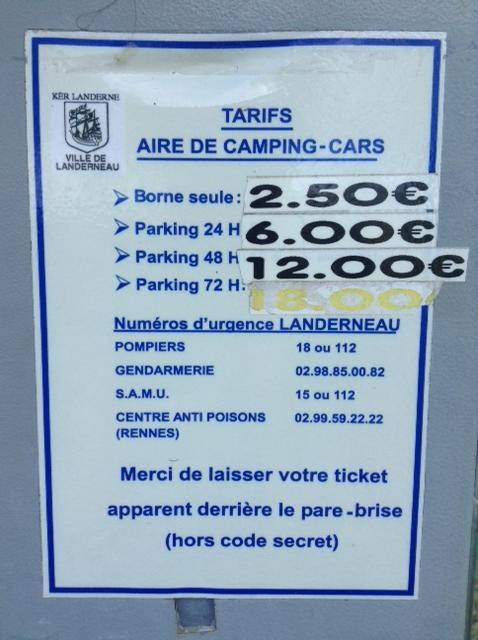 KER LANDERNE
VILLE DE
LANDERNEAU
TARIFS
AIRE DE CAMPING-CARS
Borne seule: 2.50€
Parking 24 H 6.00€
Parking 48 H 12.00€
Parking 72 H: 18.00
Numéros d'urgence LANDERNEAU
POMPIERS 18 ou 112
GENDARMERIE 02.98.85.00.82
S.A.M.U. 15 ou 112
CENTRE ANTI POISONS 02.99.59.22.22
(RENNES)
Merci de laisser votre ticket
apparent derrière le pare-brise
(hors code secret)